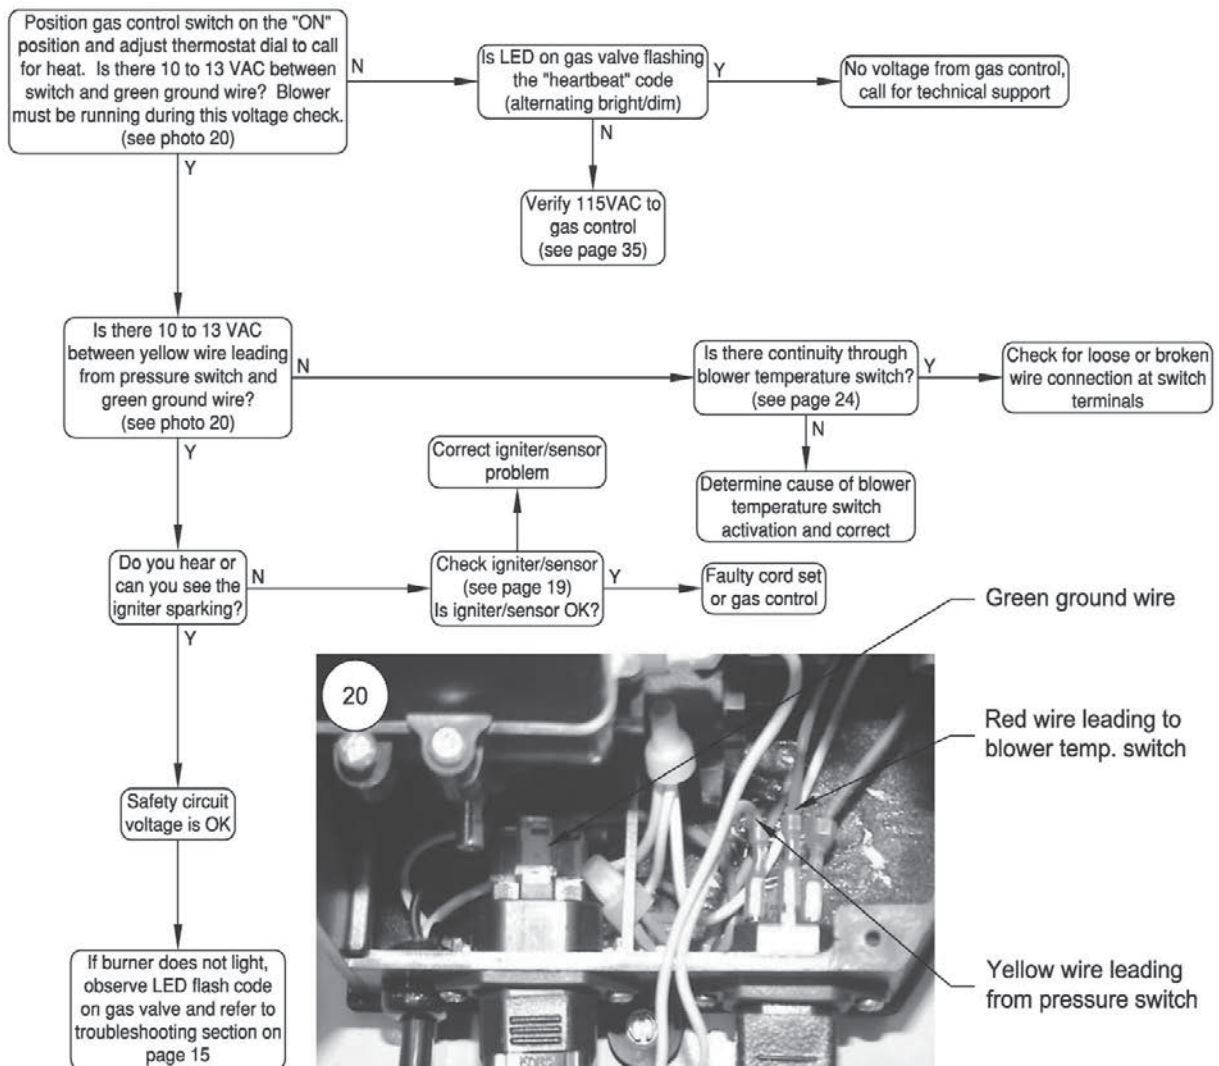 Position gas control switch on the "ON"
position and adjust thermostat dial to call
for heat. Is there 10 to 13 VAC between
switch and green ground wire? Blower
must be running during this voltage check.
(see photo 20)
N
Is LED on gas valve flashing
the "heartbeat" code
(alternating bright/dim)
Y
No voltage from gas control,
call for technical support
N
Verify 115VAC to
gas control
(see page 35)
Y
Is there 10 to 13 VAC
between yellow wire leading
from pressure switch and
green ground wire?
(see photo 20)
N
Is there continuity through
blower temperature switch?
(see page 24)
Y
Check for loose or broken
wire connection at switch
terminals
N
Determine cause of blower
temperature switch
activation and correct
Y
Do you hear or
can you see the
igniter sparking?
N
Check igniter/sensor
(see page 19)
Is igniter/sensor OK?
Correct igniter/sensor
problem
Y
Faulty cord set
or gas control
Y
Safety circuit
voltage is OK
If burner does not light,
observe LED flash code
on gas valve and refer to
troubleshooting section on
page 15
20
Green ground wire
Red wire leading to
blower temp. switch
Yellow wire leading
from pressure switch